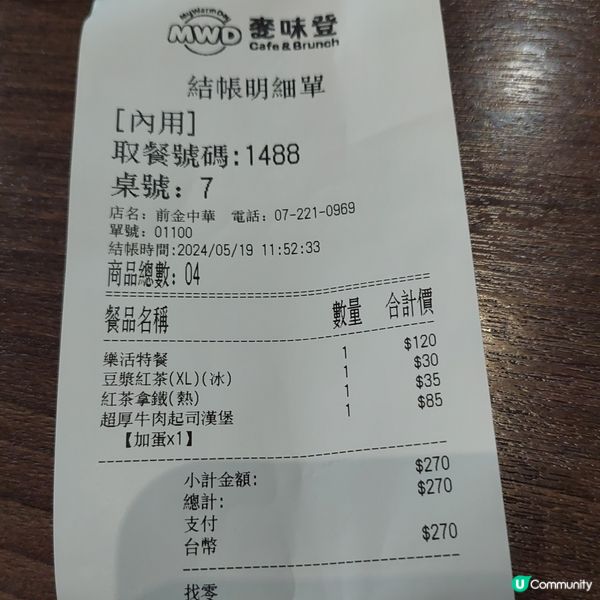 MyWarmDay
MWD 麥味登
Cafe & Brunch
結帳明細單
[內用]
取餐號碼:1488
桌號: 7
店名: 前金中華 電話: 07-221-0969
單號: 01100
結帳時間:2024/05/19 11:52:33
商品總數: 04
餐品名稱 數量 合計價
樂活特餐 1 $120
豆漿紅茶(XL)(冰) 1 $30
紅茶拿鐵(熱) 1 $35
超厚牛肉起司漢堡 1 $85
【加蛋x1】
小計金額: $270
總計: $270
支付
台幣 $270
找零
U Community